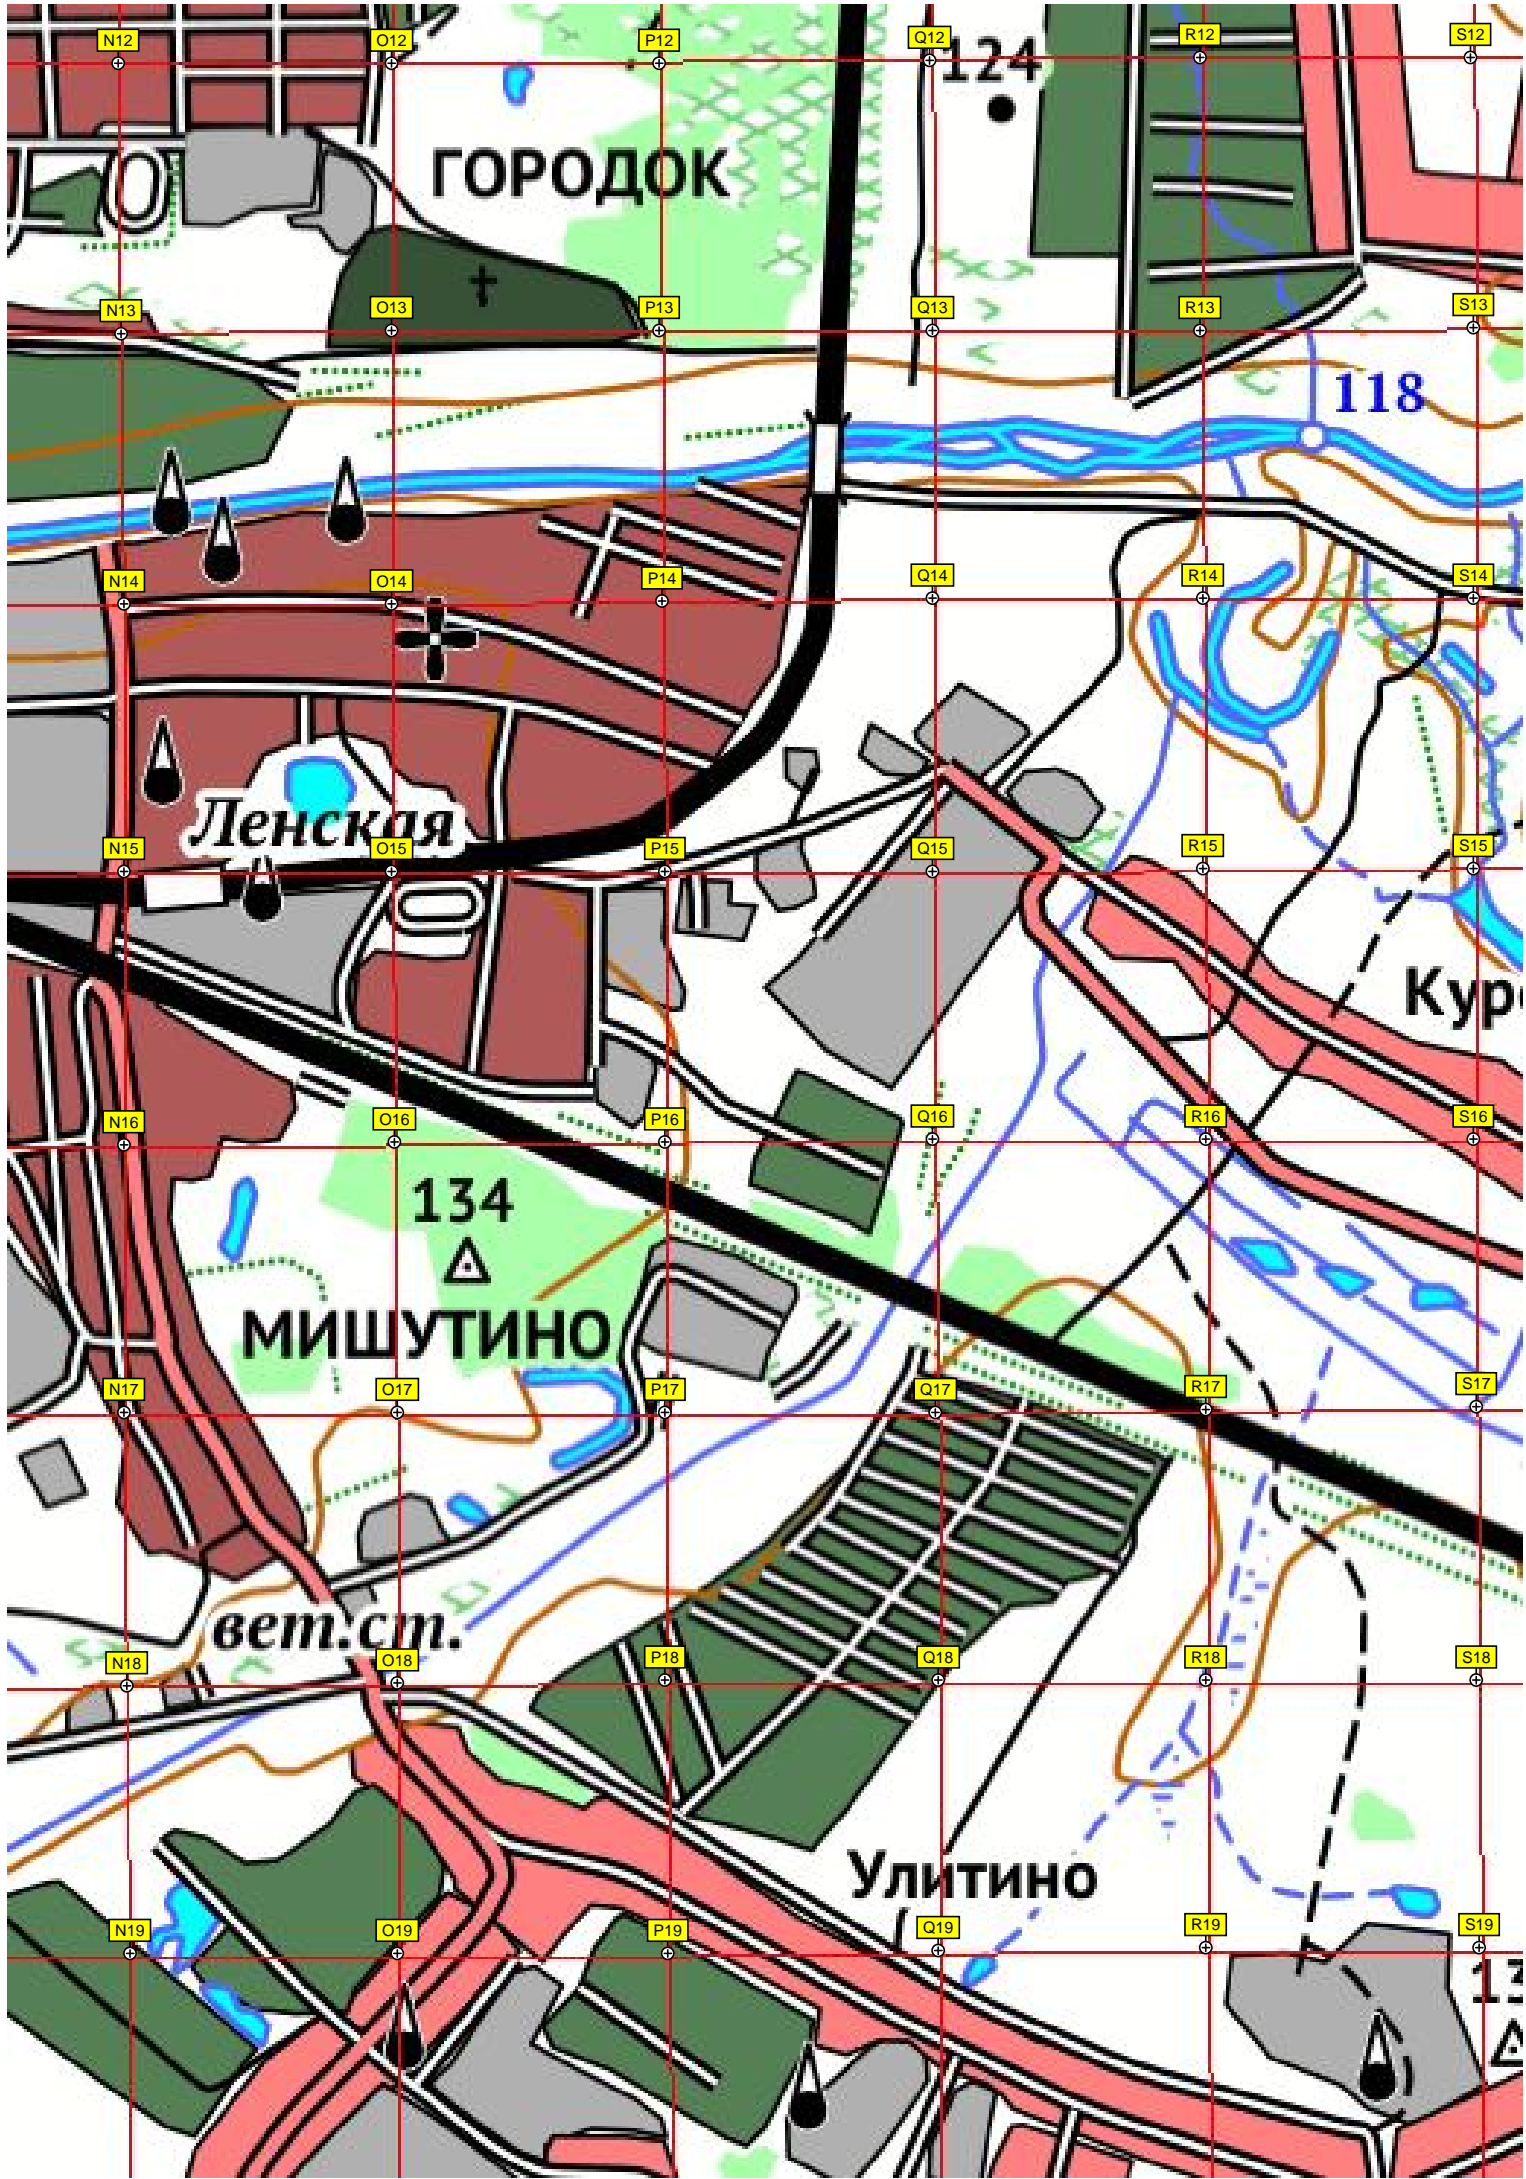 N12 O12 P12 Q12 R12 S12
124
ГОРОДОК
N13 O13 P13 Q13 R13 S13
118
N14 O14 P14 Q14 R14 S14
Ленская
N15 O15 P15 Q15 R15 S15
Кур
N16 O16 P16 Q16 R16 S16
134
МИШУТИНО
N17 O17 P17 Q17 R17 S17
вет.ст.
N18 O18 P18 Q18 R18 S18
Улитино
N19 O19 P19 Q19 R19 S19
13